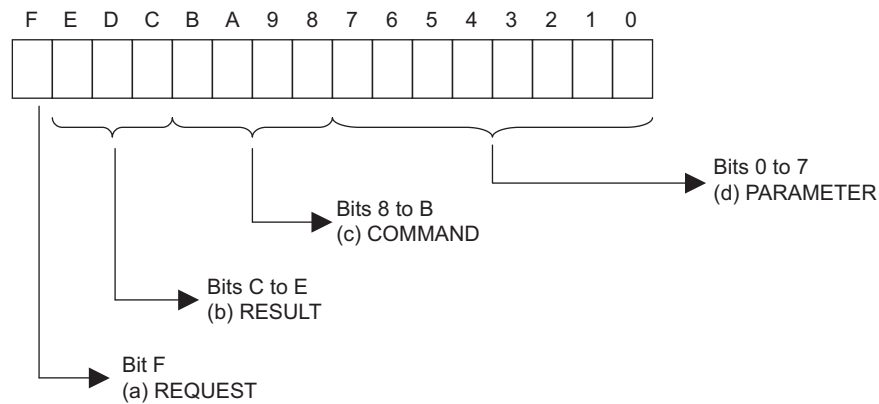 F E D C B A 9 8 7 6 5 4 3 2 1 0
Bits 0 to 7
(d) PARAMETER
Bits 8 to B
(c) COMMAND
Bits C to E
(b) RESULT
Bit F
(a) REQUEST